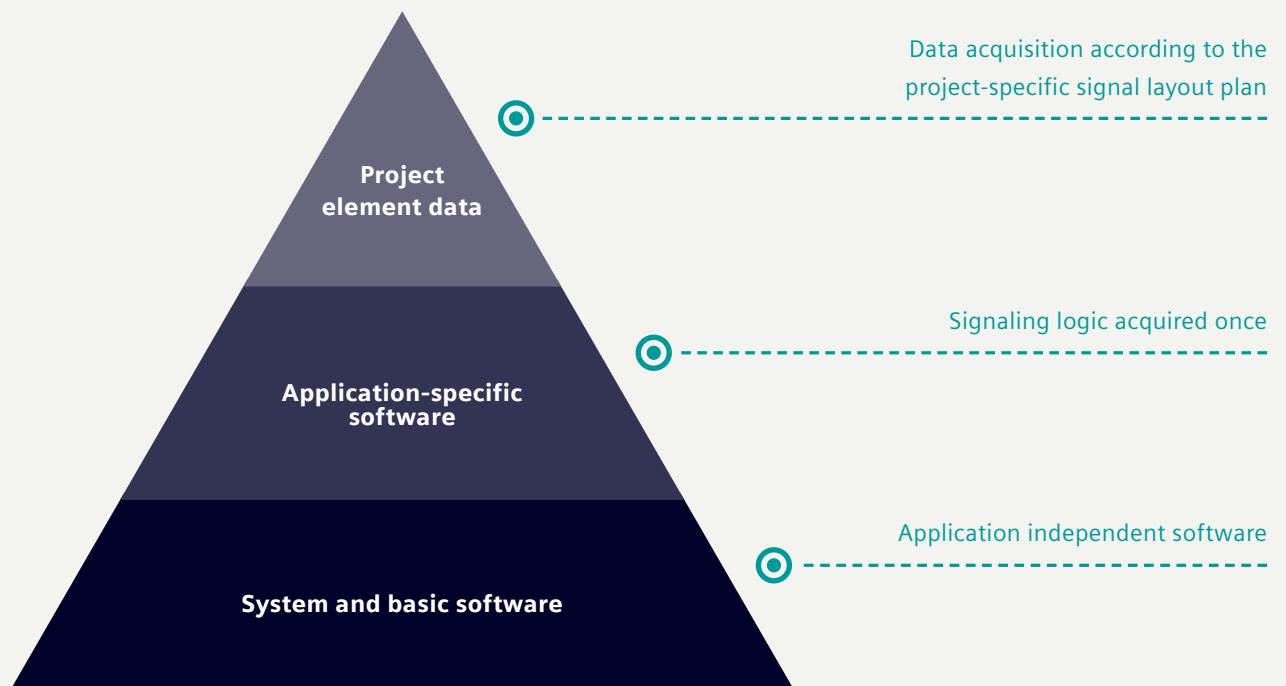 Data acquisition according to the
project-specific signal layout plan
Project
element data
Signaling logic acquired once
Application-specific
software
Application independent software
System and basic software